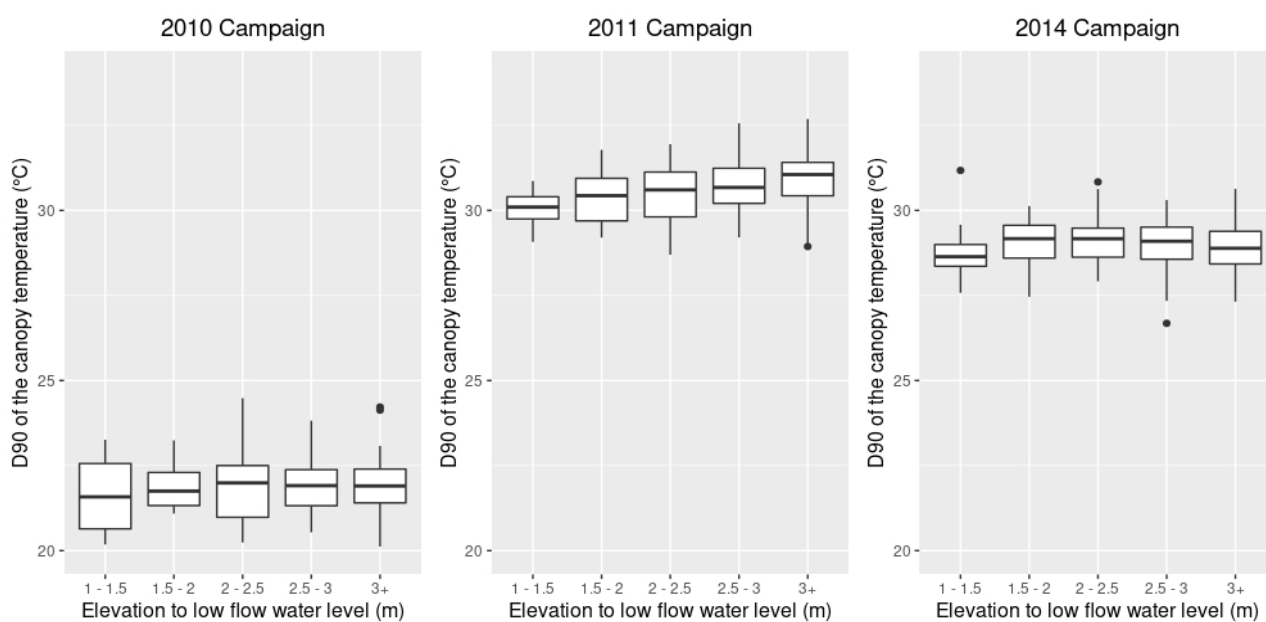 2010 Campaign
D90 of the canopy temperature (°C)
30
25
20
1 - 1.5 1.5 - 2 2 - 2.5 2.5 - 3 3+
Elevation to low flow water level (m)
2011 Campaign
D90 of the canopy temperature (°C)
30
25
20
1 - 1.5 1.5 - 2 2 - 2.5 2.5 - 3 3+
Elevation to low flow water level (m)
2014 Campaign
D90 of the canopy temperature (°C)
30
25
20
1 - 1.5 1.5 - 2 2 - 2.5 2.5 - 3 3+
Elevation to low flow water level (m)